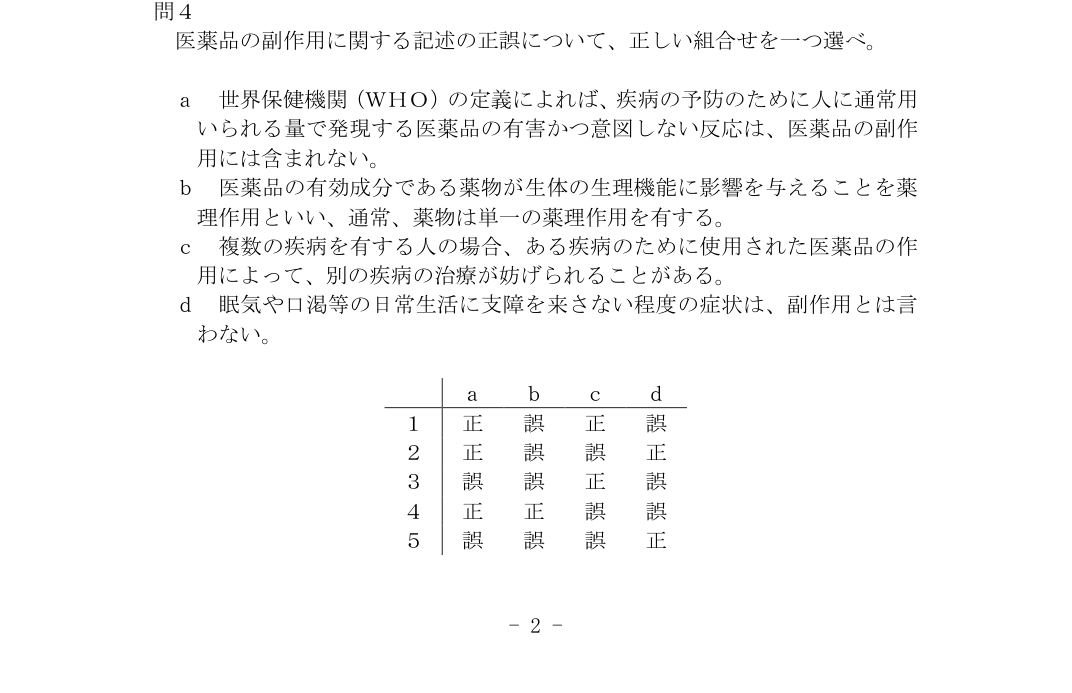 問４
医薬品の副作用に関する記述の正誤について、正しい組合せを一つ選べ。
ａ　世界保健機関（ＷＨＯ）の定義によれば、疾病の予防のために人に通常用
いられる量で発現する医薬品の有害かつ意図しない反応は、医薬品の副作
用には含まれない。
ｂ　医薬品の有効成分である薬物が生体の生理機能に影響を与えることを薬
理作用といい、通常、薬物は単一の薬理作用を有する。
ｃ　複数の疾病を有する人の場合、ある疾病のために使用された医薬品の作
用によって、別の疾病の治療が妨げられることがある。
ｄ　眠気や口渇等の日常生活に支障を来さない程度の症状は、副作用とは言
わない。
ａ　ｂ　ｃ　ｄ
１　正　誤　正　誤
２　正　誤　誤　正
３　誤　誤　正　誤
４　正　正　誤　誤
５　誤　誤　誤　正
- 2 -